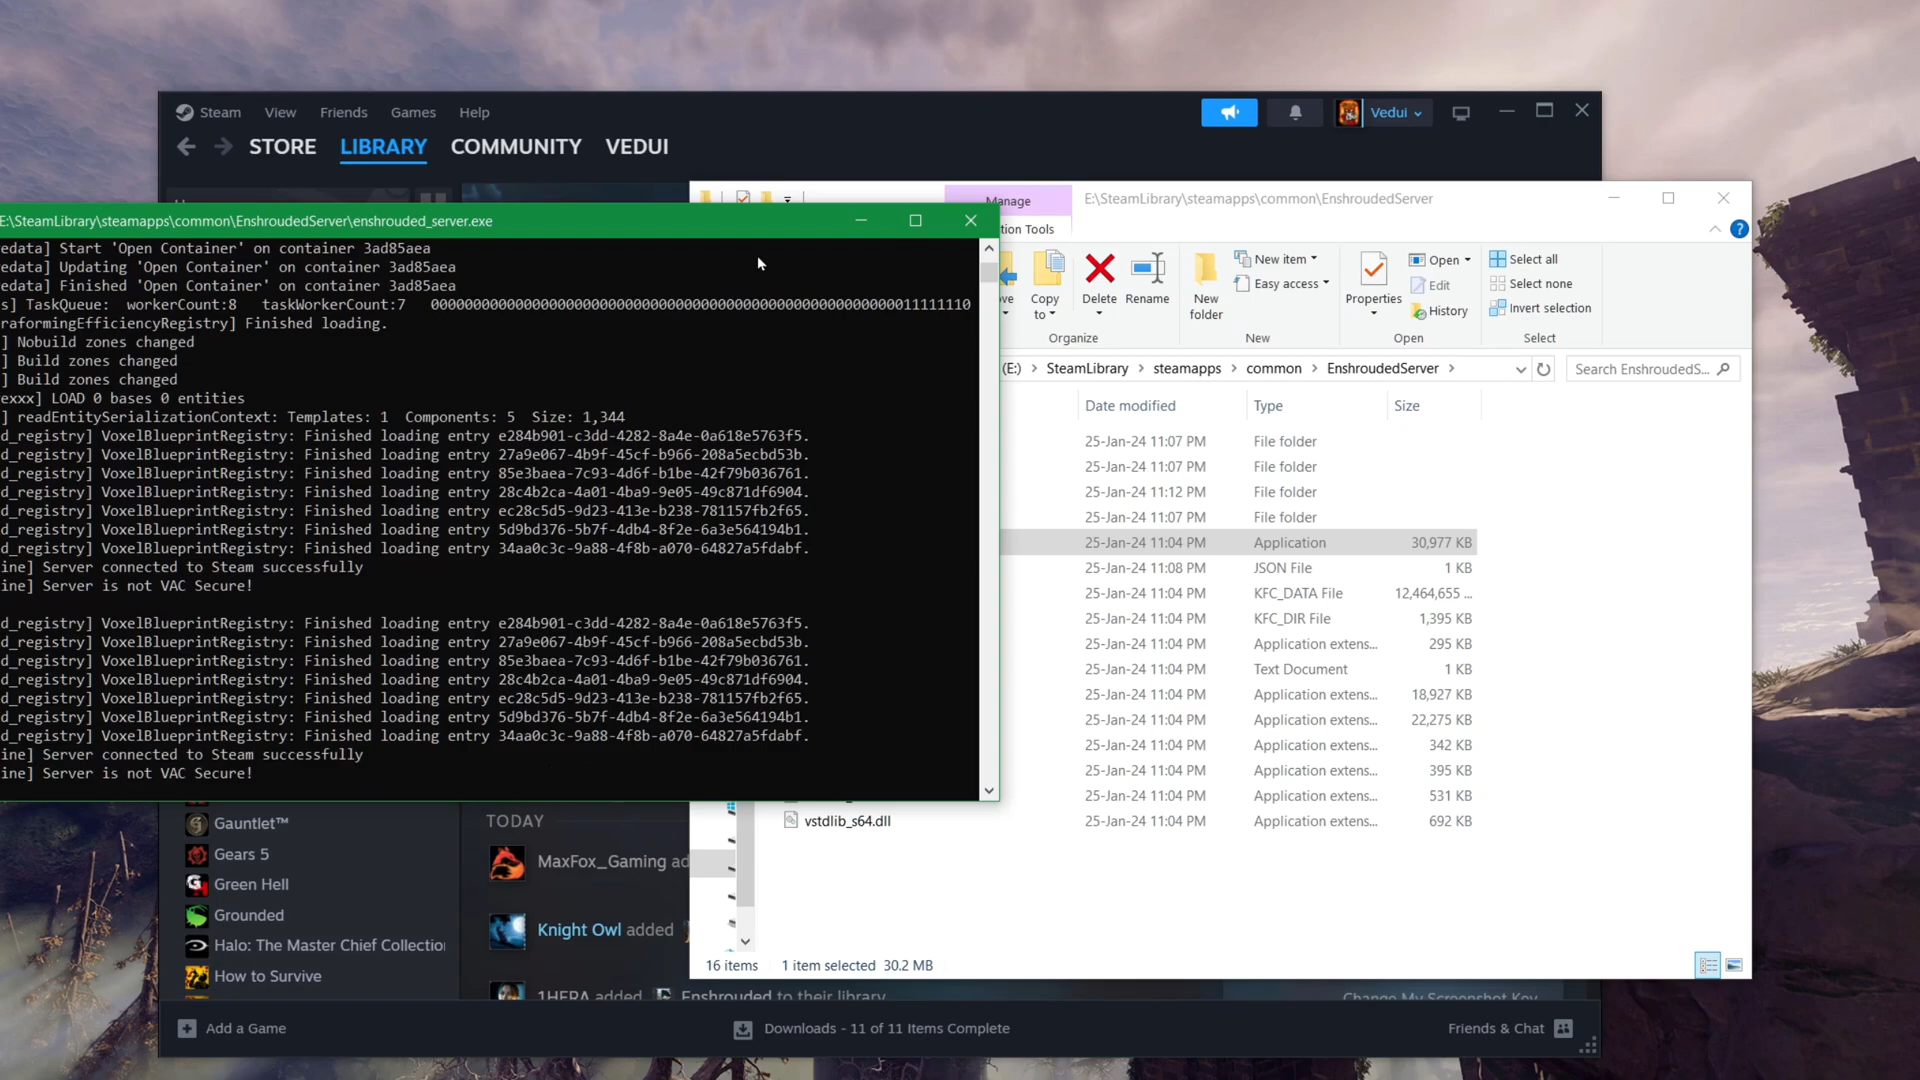 Steam View Friends Games Help
Vedui
STORE LIBRARY COMMUNITY VEDUI
Manage
E:\SteamLibrary\steamapps\common\EnshroudedServer
tion Tools
E:\SteamLibrary\steamapps\common\EnshroudedServer\enshrouded_server.exe
edata] Start 'Open Container' on container 3ad85aea
edata] Updating 'Open Container' on container 3ad85aea
edata] Finished 'Open Container' on container 3ad85aea
s] TaskQueue: workerCount:8 taskWorkerCount:7
raformingEfficiencyRegistry] Finished loading.
] Nobuild zones changed
] Build zones changed
] Build zones changed
exxx] LOAD 0 bases 0 entities
] readEntitySerializationContext: Templates: 1 Components: 5 Size: 1,344
d_registry] VoxelBlueprintRegistry: Finished loading entry e284b901-c3dd-4282-8a4e-0a618e5763f5.
d_registry] VoxelBlueprintRegistry: Finished loading entry 27a9e067-4b9f-45cf-b966-208a5ecbd53b.
d_registry] VoxelBlueprintRegistry: Finished loading entry 85e3baea-7c93-4d6f-b1be-42f79b036761.
d_registry] VoxelBlueprintRegistry: Finished loading entry 28c4b2ca-4a01-4ba9-9e05-49c871df6904.
d_registry] VoxelBlueprintRegistry: Finished loading entry ec28c5d5-9d23-413e-b238-781157fb2f65.
d_registry] VoxelBlueprintRegistry: Finished loading entry 5d9bd376-5b7f-4db4-8f2e-6a3e564194b1.
d_registry] VoxelBlueprintRegistry: Finished loading entry 34aa0c3c-9a88-4f8b-a070-64827a5fdabf.
ine] Server connected to Steam successfully
ine] Server is not VAC Secure!
d_registry] VoxelBlueprintRegistry: Finished loading entry e284b901-c3dd-4282-8a4e-0a618e5763f5.
d_registry] VoxelBlueprintRegistry: Finished loading entry 27a9e067-4b9f-45cf-b966-208a5ecbd53b.
d_registry] VoxelBlueprintRegistry: Finished loading entry 85e3baea-7c93-4d6f-b1be-42f79b036761.
d_registry] VoxelBlueprintRegistry: Finished loading entry 28c4b2ca-4a01-4ba9-9e05-49c871df6904.
d_registry] VoxelBlueprintRegistry: Finished loading entry ec28c5d5-9d23-413e-b238-781157fb2f65.
d_registry] VoxelBlueprintRegistry: Finished loading entry 5d9bd376-5b7f-4db4-8f2e-6a3e564194b1.
d_registry] VoxelBlueprintRegistry: Finished loading entry 34aa0c3c-9a88-4f8b-a070-64827a5fdabf.
ine] Server connected to Steam successfully
ine] Server is not VAC Secure!
ove Copy to Delete Rename
Organize
New folder
New item
Easy access
New
Properties
Open
Edit
History
Open
Select all
Select none
Invert selection
Select
(E:) > SteamLibrary > steamapps > common > EnshroudedServer >
Search EnshroudedS...
Date modified Type Size
25-Jan-24 11:07 PM File folder
25-Jan-24 11:07 PM File folder
25-Jan-24 11:12 PM File folder
25-Jan-24 11:07 PM File folder
25-Jan-24 11:04 PM Application 30,977 KB
25-Jan-24 11:08 PM JSON File 1 KB
25-Jan-24 11:04 PM KFC_DATA File 12,464,655 ...
25-Jan-24 11:04 PM KFC_DIR File 1,395 KB
25-Jan-24 11:04 PM Application extens... 295 KB
25-Jan-24 11:04 PM Text Document 1 KB
25-Jan-24 11:04 PM Application extens... 18,927 KB
25-Jan-24 11:04 PM Application extens... 22,275 KB
25-Jan-24 11:04 PM Application extens... 342 KB
25-Jan-24 11:04 PM Application extens... 395 KB
25-Jan-24 11:04 PM Application extens... 531 KB
vstdlib_s64.dll 25-Jan-24 11:04 PM Application extens... 692 KB
16 items 1 item selected 30.2 MB
Gauntlet™
Gears 5
Green Hell
Grounded
Halo: The Master Chief Collectio
How to Survive
TODAY
MaxFox_Gaming ad
Knight Owl added
1HERA added Enshrouded to their library
Change My Screenshot Key
Add a Game
Downloads - 11 of 11 Items Complete
Friends & Chat